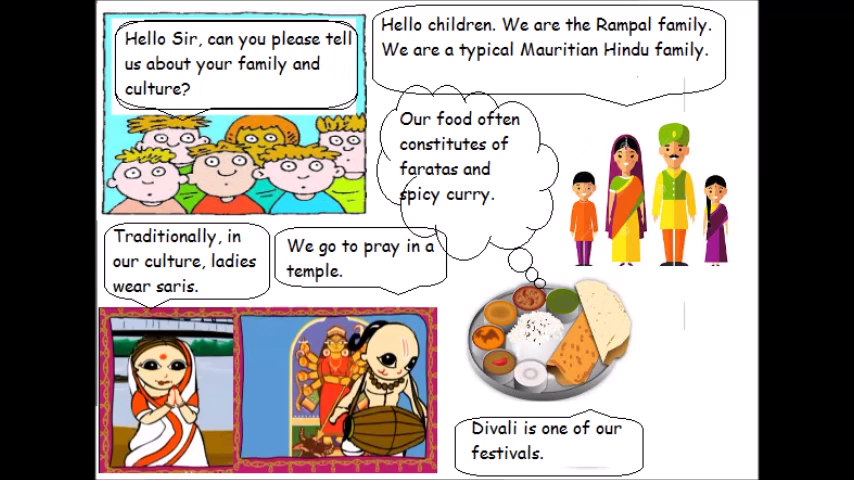 Hello Sir, can you please tell
us about your family and
culture?
Hello children. We are the Rampal family.
We are a typical Mauritian Hindu family.
Our food often
constitutes of
faratas and
spicy curry.
Traditionally, in
our culture, ladies
wear saris.
We go to pray in a
temple.
Divali is one of our
festivals.